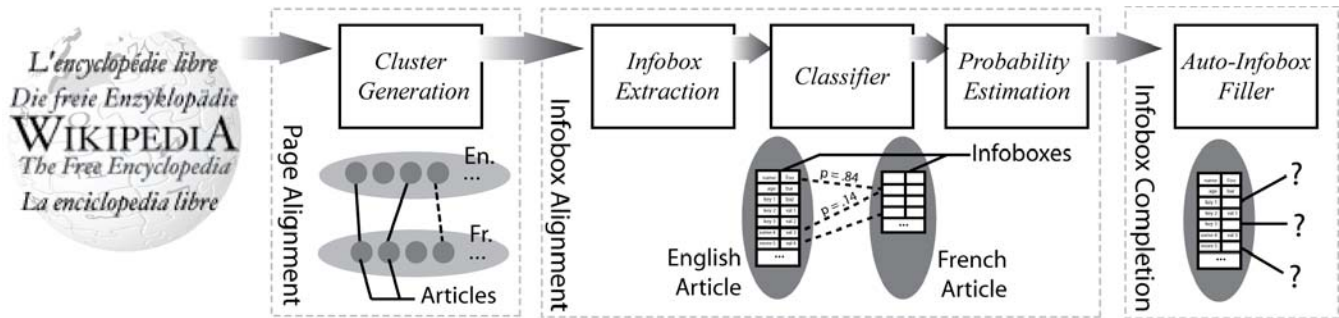 L'encyclopédie libre
Die freie Enzyklopädie
WIKIPEDIA
The Free Encyclopedia
La enciclopedia libre
Page Alignment
Cluster
Generation
En.
...
Fr.
...
Articles
Infobox Alignment
Infobox
Extraction
Classifier
Probability
Estimation
Infoboxes
p = .84
p = .14
...
...
English
Article
French
Article
Infobox Completion
Auto-Infobox
Filler
...
?
?
?